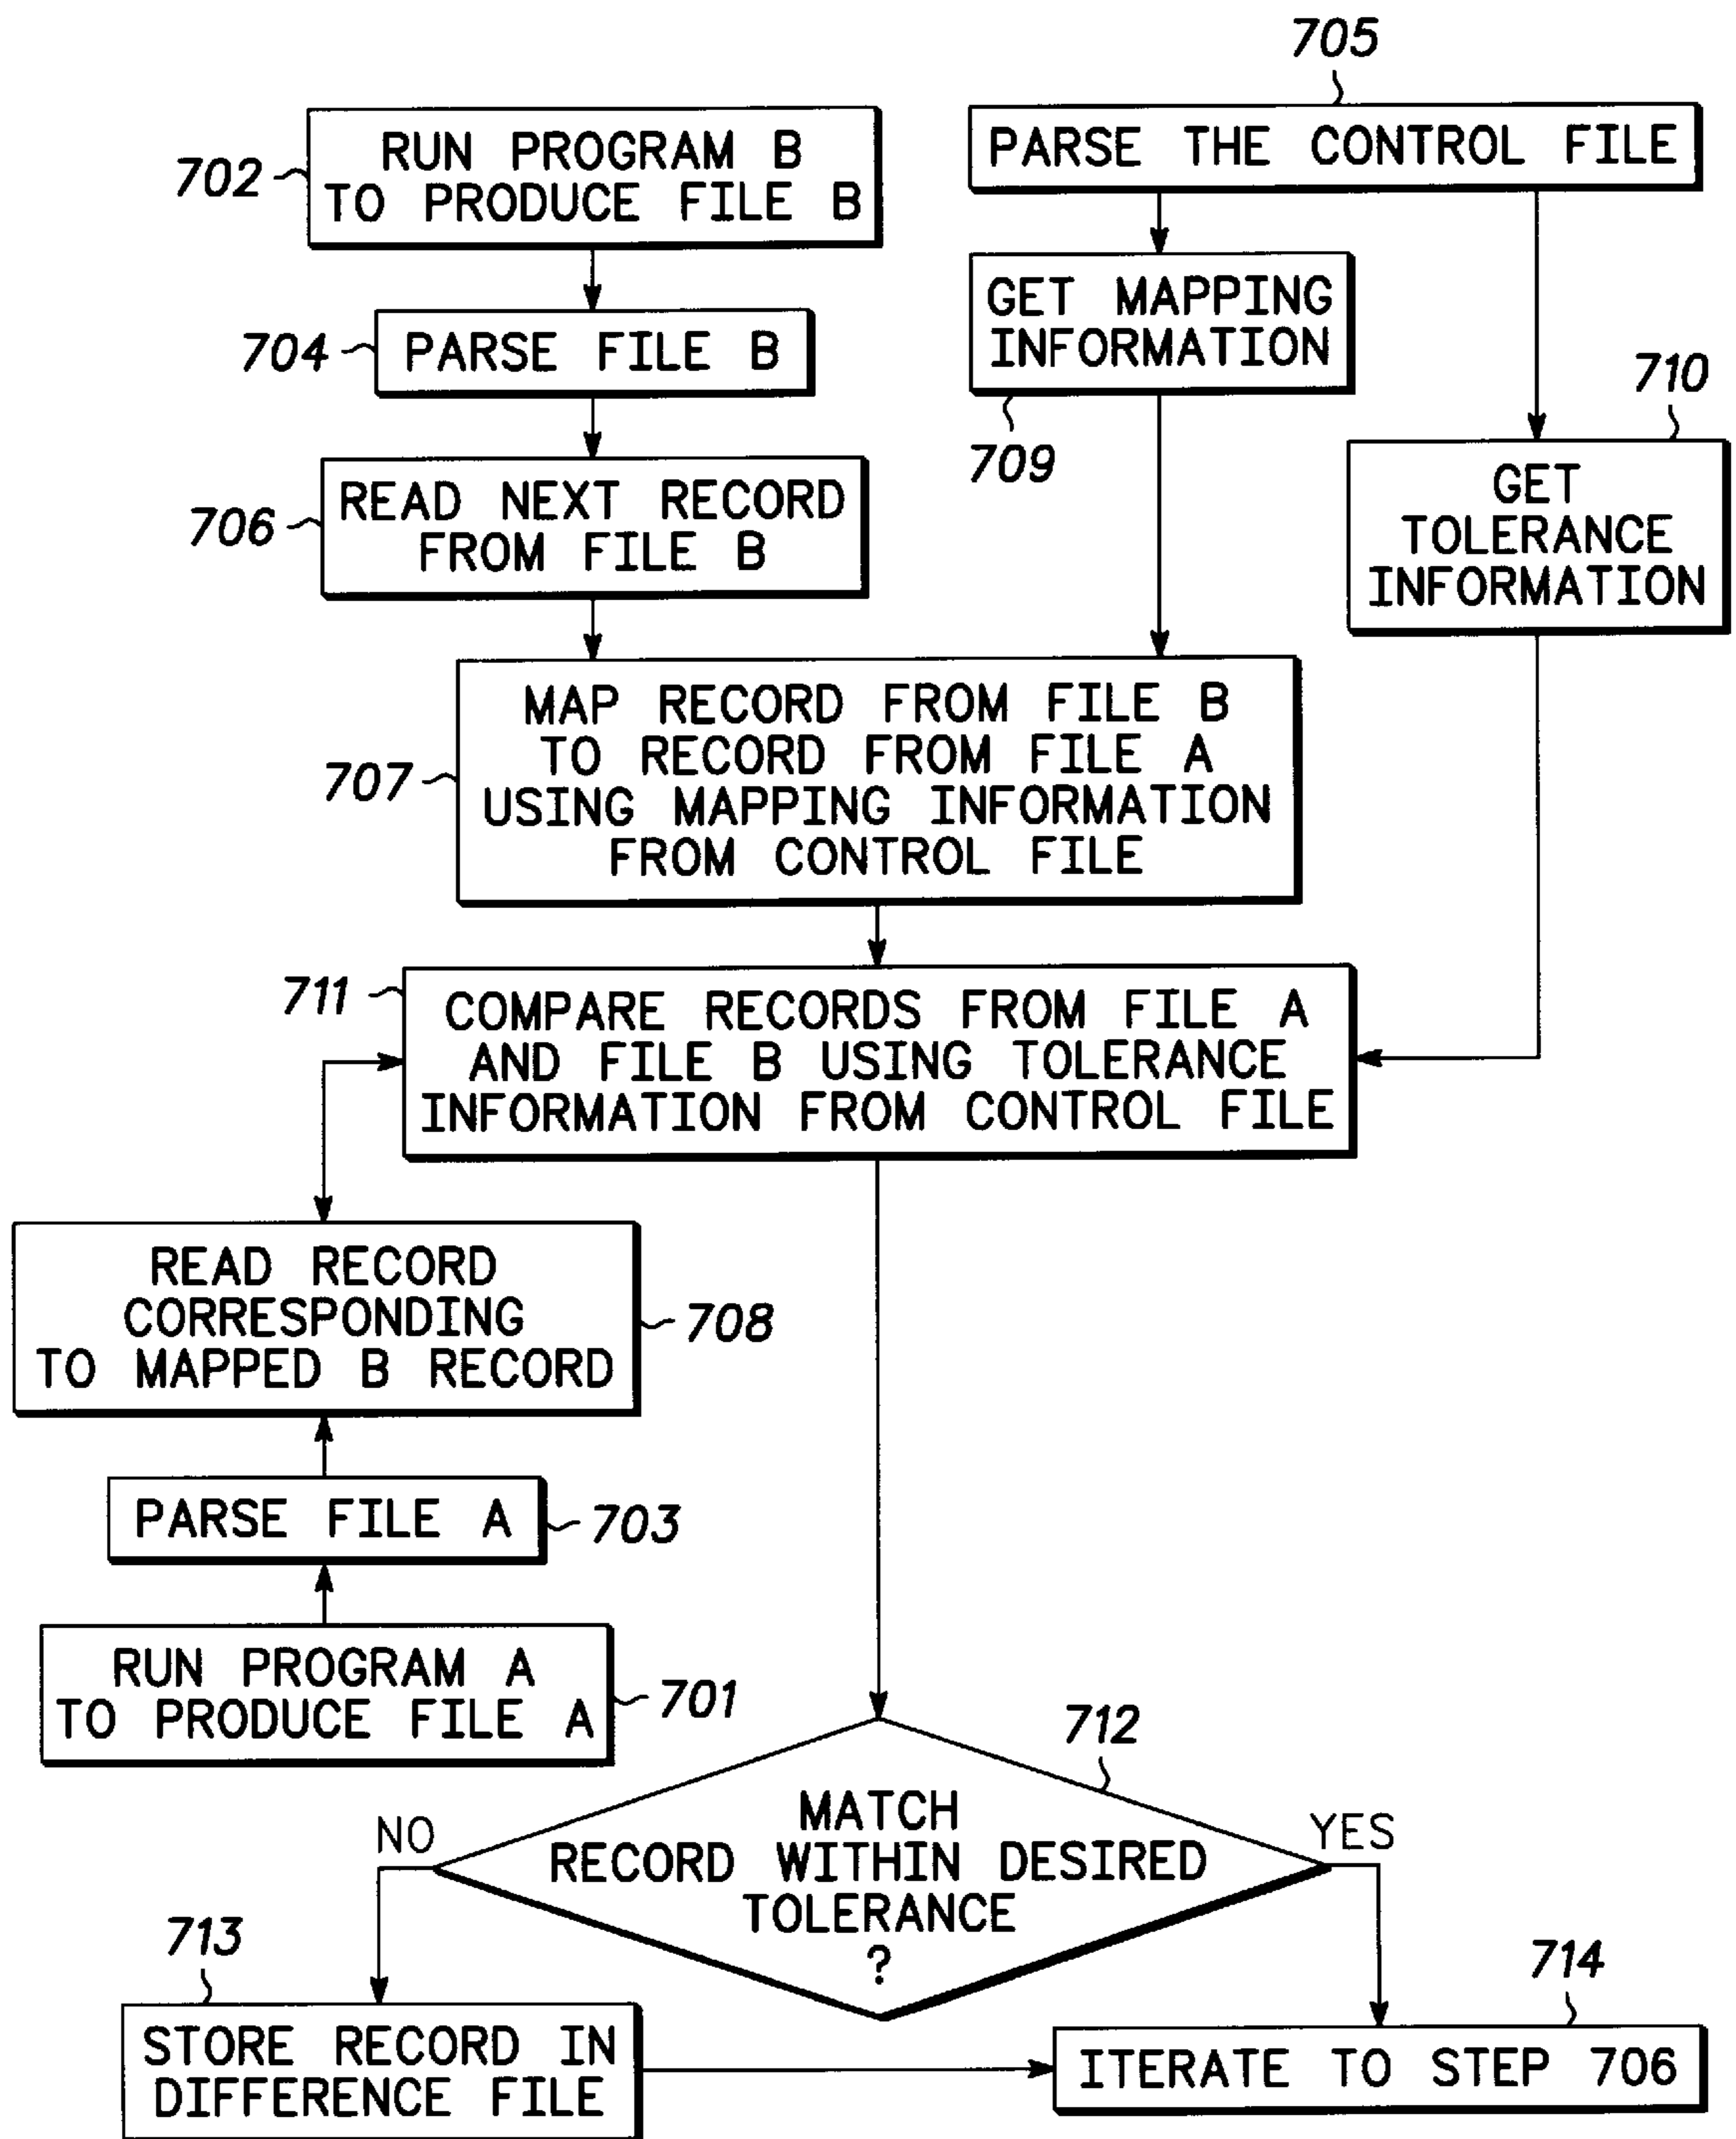 705
702
RUN PROGRAM B
TO PRODUCE FILE B
PARSE THE CONTROL FILE
704
PARSE FILE B
GET MAPPING
INFORMATION
709
710
706
READ NEXT RECORD
FROM FILE B
GET
TOLERANCE
INFORMATION
707
MAP RECORD FROM FILE B
TO RECORD FROM FILE A
USING MAPPING INFORMATION
FROM CONTROL FILE
711
COMPARE RECORDS FROM FILE A
AND FILE B USING TOLERANCE
INFORMATION FROM CONTROL FILE
READ RECORD
CORRESPONDING
TO MAPPED B RECORD
708
PARSE FILE A
703
RUN PROGRAM A
TO PRODUCE FILE A
701
712
MATCH
RECORD WITHIN DESIRED
TOLERANCE
?
NO
YES
713
STORE RECORD IN
DIFFERENCE FILE
714
ITERATE TO STEP 706